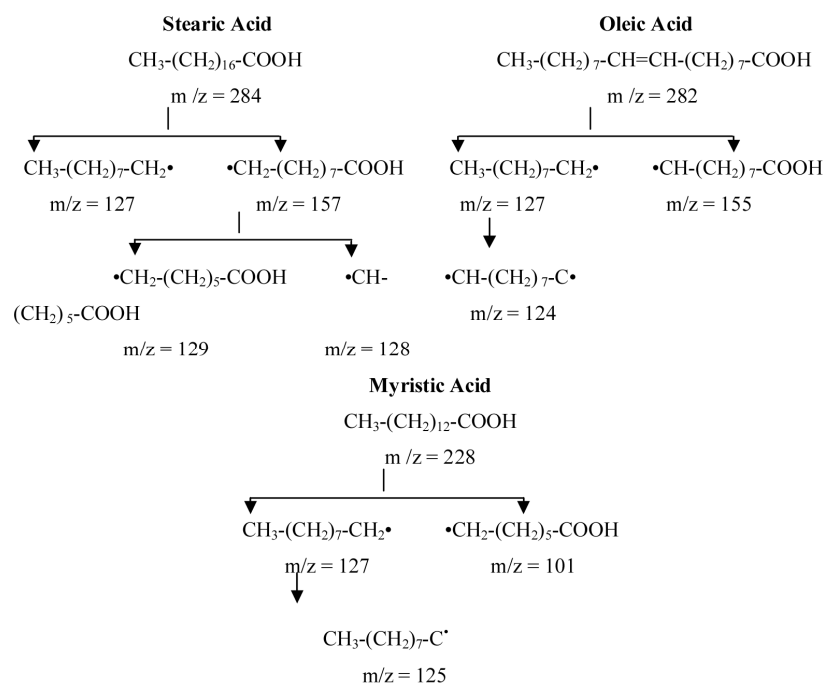 Stearic Acid Oleic Acid
CH₃-(CH₂)₁₆-COOH CH₃-(CH₂)₇-CH=CH-(CH₂)₇-COOH
m /z = 284 m /z = 282
CH₃-(CH₂)₇-CH₂• •CH₂-(CH₂)₇-COOH CH₃-(CH₂)₇-CH₂• •CH-(CH₂)₇-COOH
m/z = 127 m/z = 157 m/z = 127 m/z = 155
•CH₂-(CH₂)₅-COOH •CH- •CH-(CH₂)₇-C•
(CH₂)₅-COOH m/z = 124
m/z = 129 m/z = 128
Myristic Acid
CH₃-(CH₂)₁₂-COOH
m /z = 228
CH₃-(CH₂)₇-CH₂• •CH₂-(CH₂)₅-COOH
m/z = 127 m/z = 101
CH₃-(CH₂)₇-C•
m/z = 125